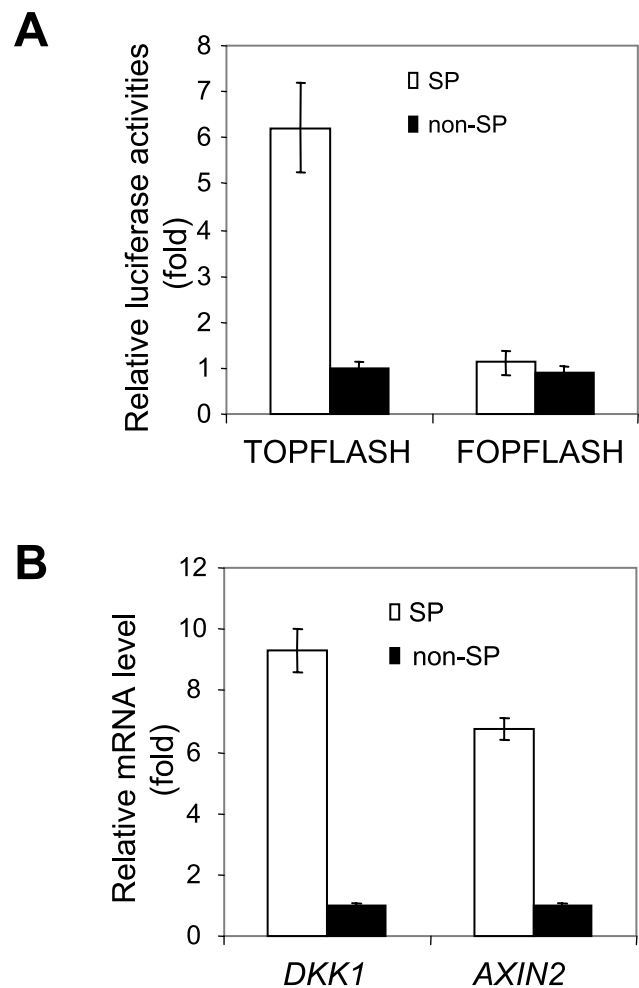 A
Relative luciferase activities
(fold)
8
7
6
5
4
3
2
1
0
SP
non-SP
TOPFLASH FOPFLASH
B
Relative mRNA level
(fold)
12
10
8
6
4
2
0
SP
non-SP
DKK1 AXIN2